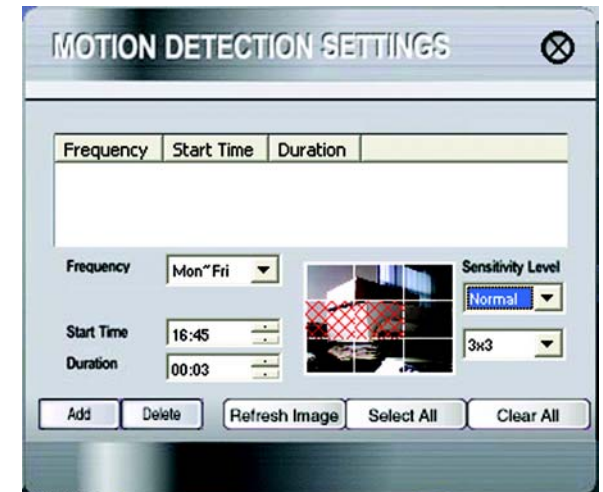 MOTION DETECTION SETTINGS
Frequency Start Time Duration
Frequency Mon~Fri Sensitivity Level
Normal
Start Time 16:45
3x3
Duration 00:03
Add Delete Refresh Image Select All Clear All